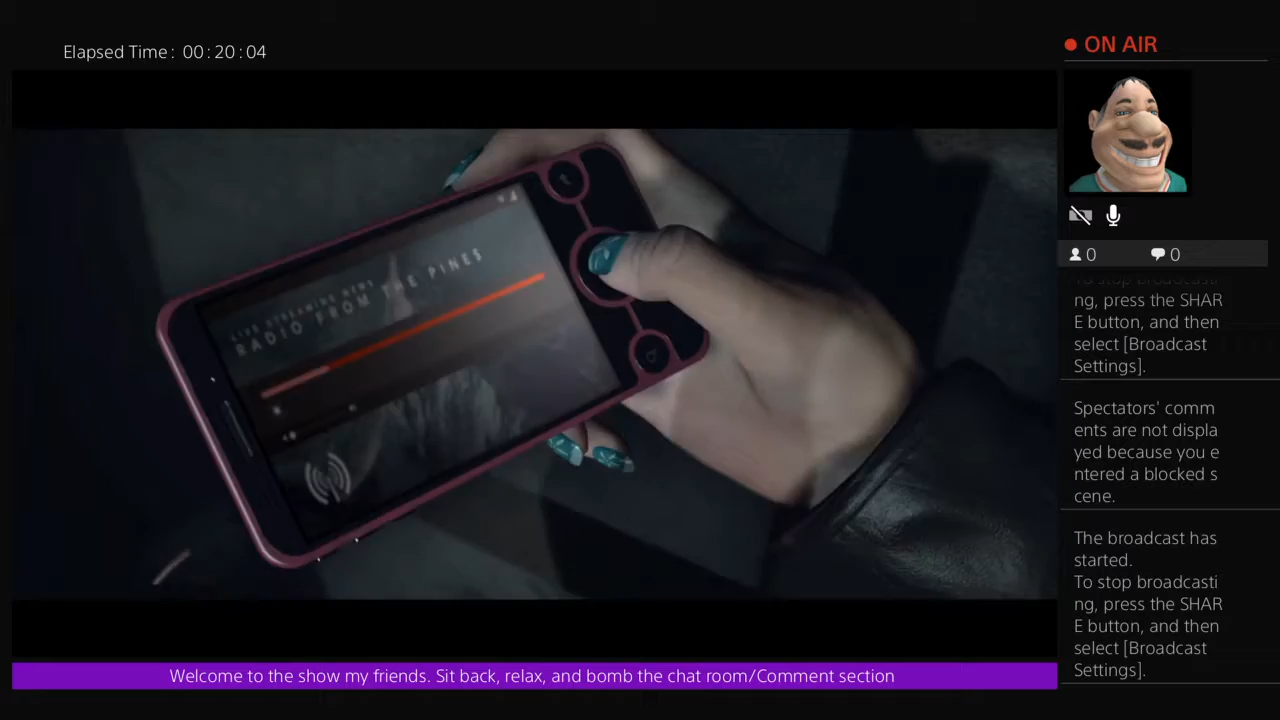 Elapsed Time: 00:20:04
ON AIR
LIVE STREAMING NEWS
RADIO FROM THE PINES
0
0
ng, press the SHAR
E button, and then
select [Broadcast
Settings].
Spectators' comm
ents are not displa
yed because you e
ntered a blocked s
cene.
The broadcast has
started.
To stop broadcasti
ng, press the SHAR
E button, and then
select [Broadcast
Settings].
Welcome to the show my friends. Sit back, relax, and bomb the chat room/Comment section